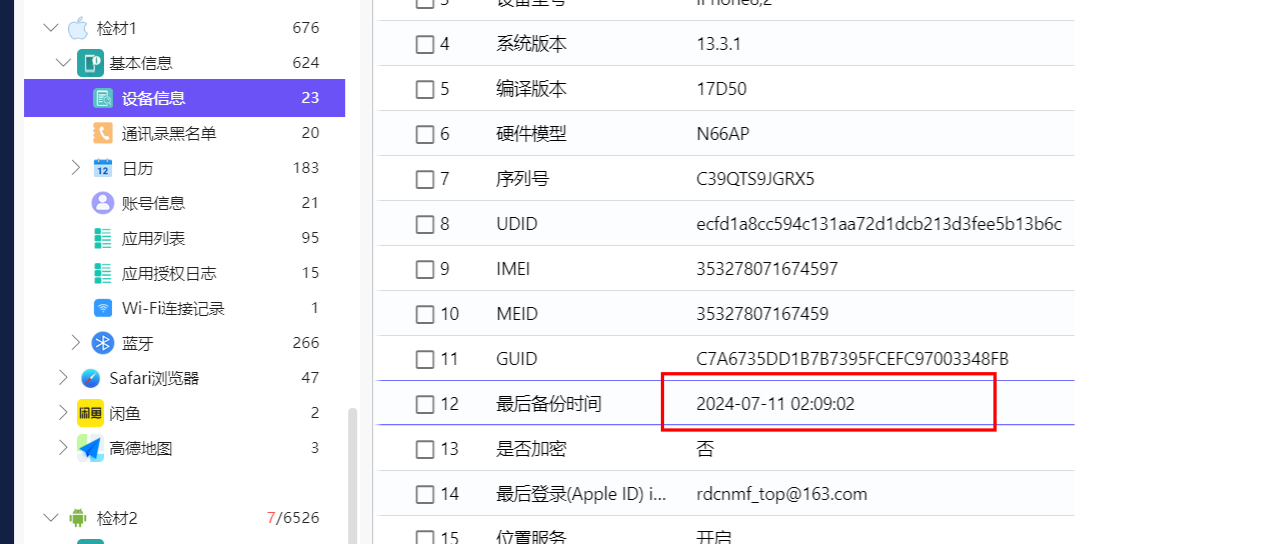 检材1 676
基本信息 624
设备信息 23
通讯录黑名单 20
12 日历 183
账号信息 21
应用列表 95
应用授权日志 15
Wi-Fi连接记录 1
蓝牙 266
Safari浏览器 47
闲鱼 闲鱼 2
高德地图 3
检材2 7/6526
3 设备型号 iPhone8,2
4 系统版本 13.3.1
5 编译版本 17D50
6 硬件模型 N66AP
7 序列号 C39QTS9JGRX5
8 UDID ecfd1a8cc594c131aa72d1dcb213d3fee5b13b6c
9 IMEI 353278071674597
10 MEID 35327807167459
11 GUID C7A6735DD1B7B7395FCEFC97003348FB
12 最后备份时间 2024-07-11 02:09:02
13 是否加密 否
14 最后登录(Apple ID) i... rdcnmf_top@163.com
15 位置服务 开启